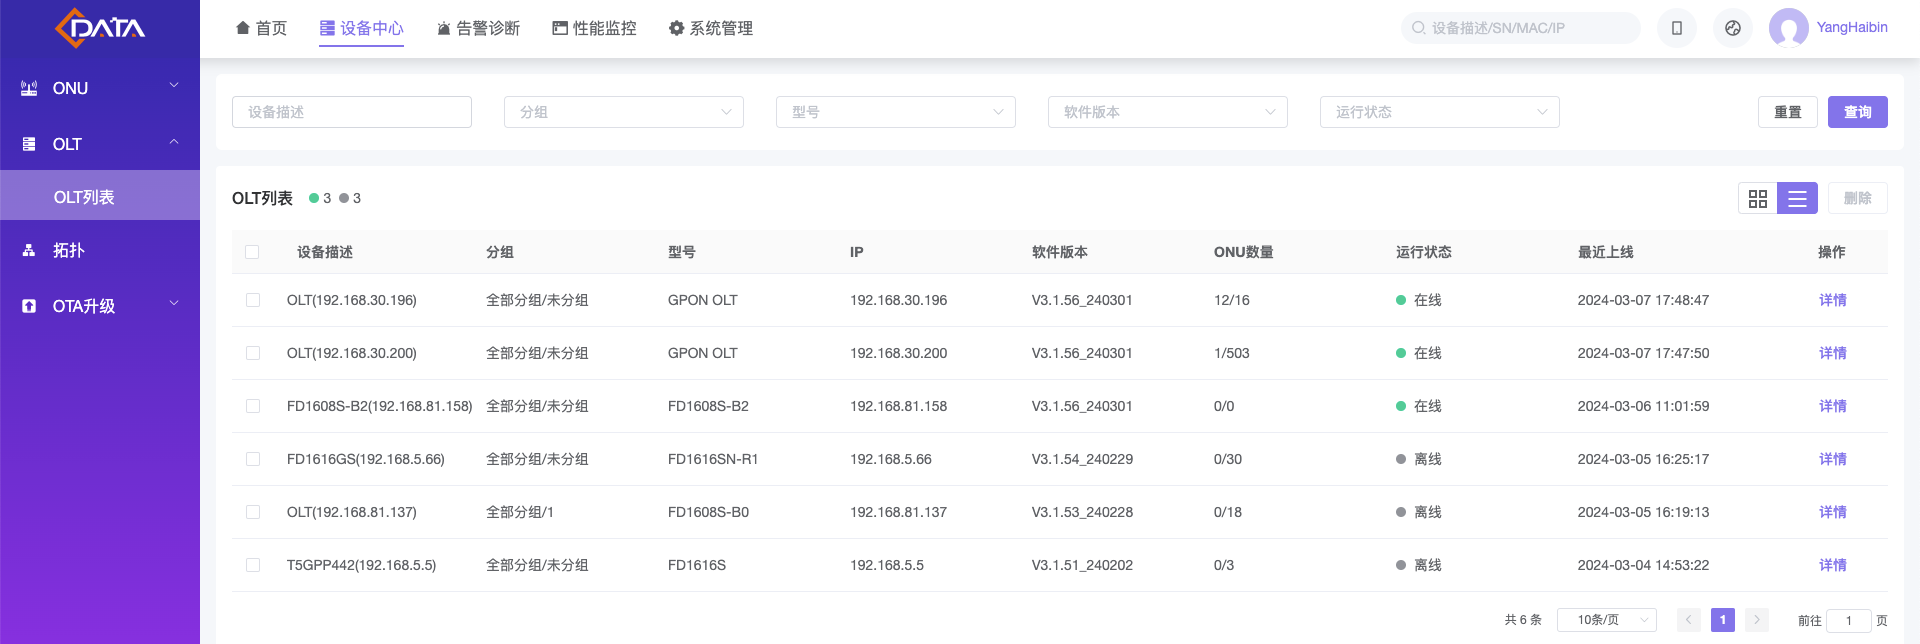 CDATA
首页 设备中心 告警诊断 性能监控 系统管理 设备描述/SN/MAC/IP YangHaibin
ONU
OLT
OLT列表
拓扑
OTA升级
设备描述 分组 型号 软件版本 运行状态 重置 查询
OLT列表 3 3 删除
设备描述 分组 型号 IP 软件版本 ONU数量 运行状态 最近上线 操作
OLT(192.168.30.196) 全部分组/未分组 GPON OLT 192.168.30.196 V3.1.56_240301 12/16 在线 2024-03-07 17:48:47 详情
OLT(192.168.30.200) 全部分组/未分组 GPON OLT 192.168.30.200 V3.1.56_240301 1/503 在线 2024-03-07 17:47:50 详情
FD1608S-B2(192.168.81.158) 全部分组/未分组 FD1608S-B2 192.168.81.158 V3.1.56_240301 0/0 在线 2024-03-06 11:01:59 详情
FD1616GS(192.168.5.66) 全部分组/未分组 FD1616SN-R1 192.168.5.66 V3.1.54_240229 0/30 离线 2024-03-05 16:25:17 详情
OLT(192.168.81.137) 全部分组/1 FD1608S-B0 192.168.81.137 V3.1.53_240228 0/18 离线 2024-03-05 16:19:13 详情
T5GPP442(192.168.5.5) 全部分组/未分组 FD1616S 192.168.5.5 V3.1.51_240202 0/3 离线 2024-03-04 14:53:22 详情
共 6 条 10条/页 1 前往 1 页